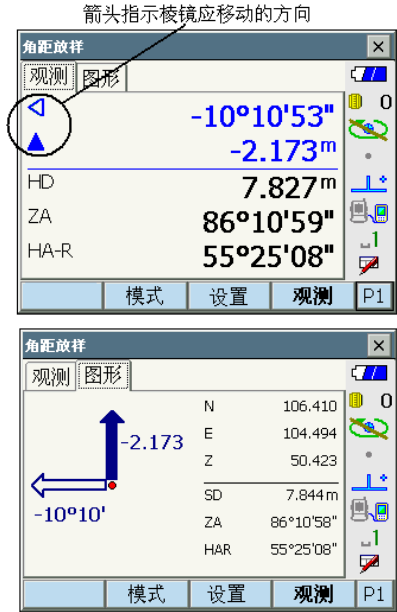 箭头指示棱镜应移动的方向
角距放样
观测 图形
-10°10'53" 0
-2.173m
HD 7.827m
ZA 86°10'59"
HA-R 55°25'08" 1
模式 设置 观测 P1
角距放样
观测 图形
N 106.410 0
-2.173 E 104.494
Z 50.423
SD 7.844m
-10°10' ZA 86°10'58"
HAR 55°25'08" 1
模式 设置 观测 P1